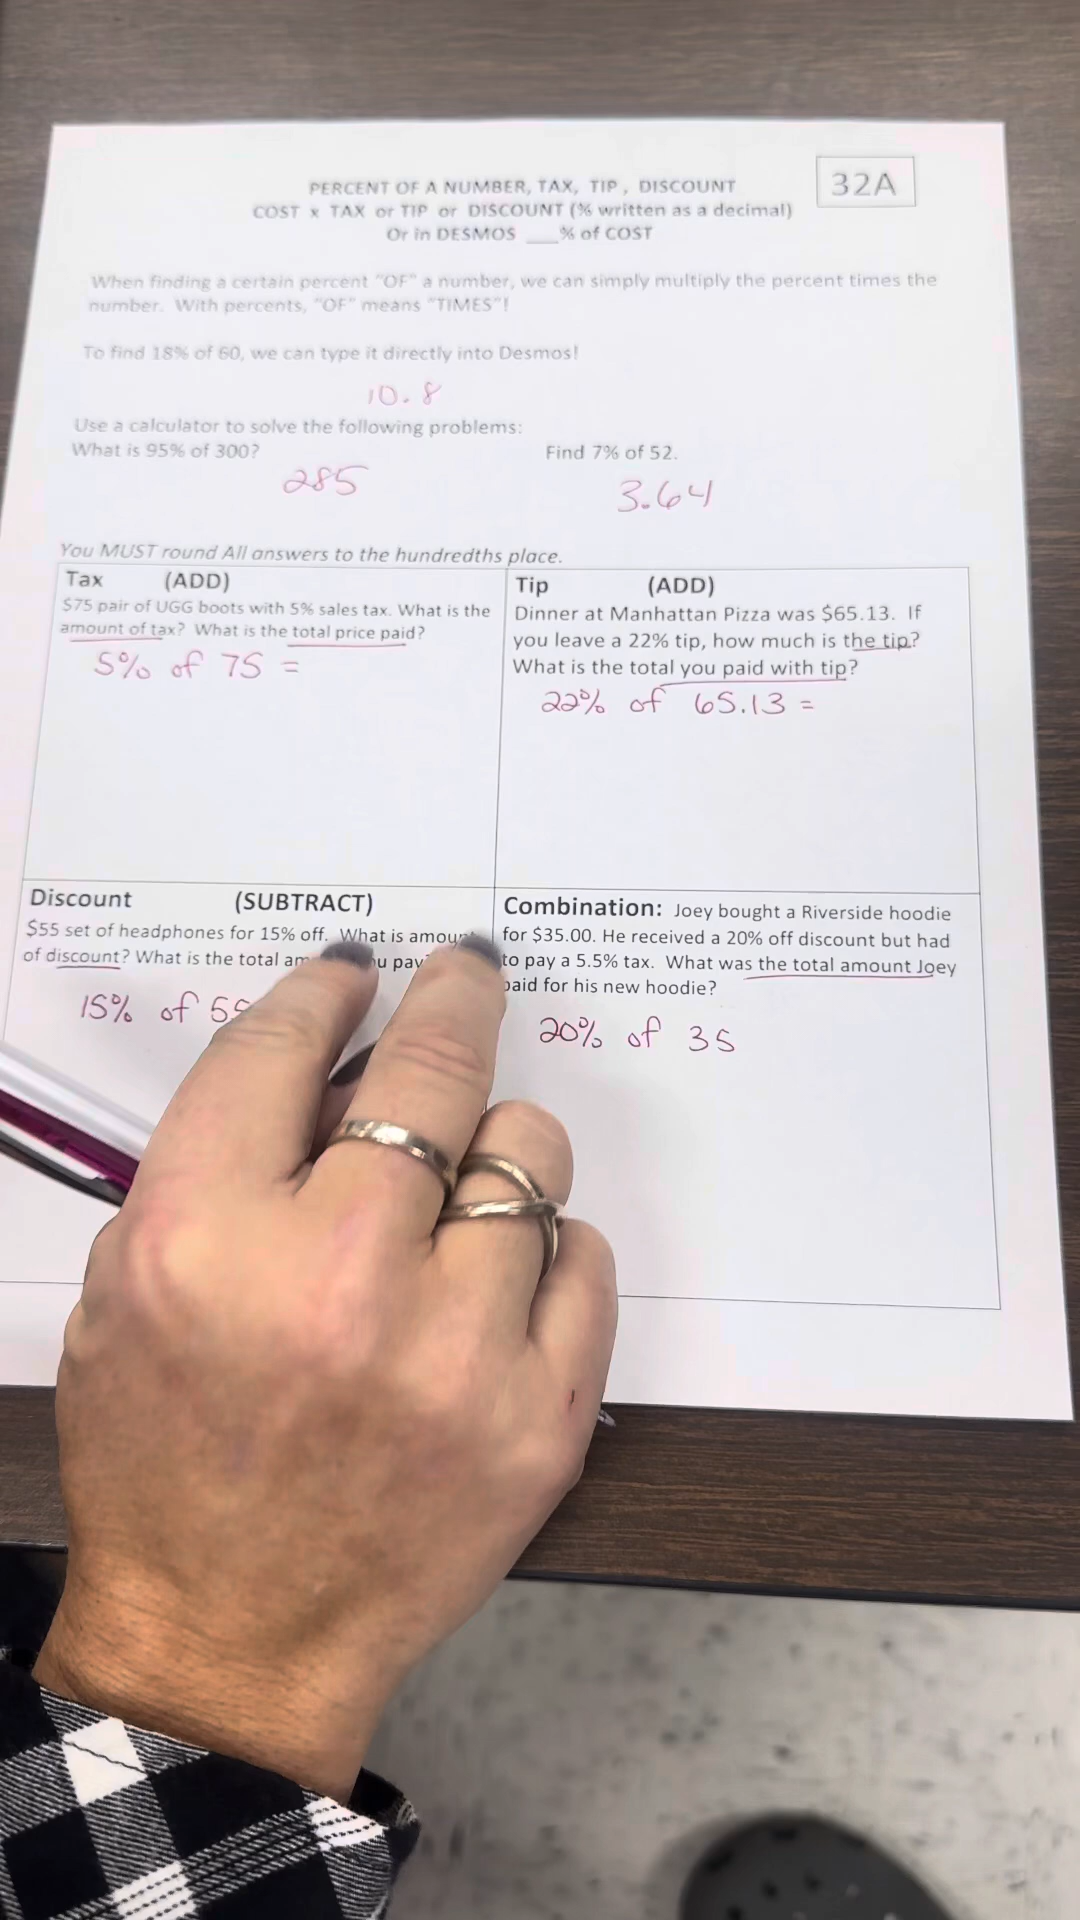 32A
PERCENT OF A NUMBER, TAX, TIP, DISCOUNT
COST x TAX or TIP or DISCOUNT (% written as a decimal)
Or in DESMOS ___% of COST
When finding a certain percent "OF" a number, we can simply multiply the percent times the
number. With percents, "OF" means "TIMES"!
To find 18% of 60, we can type it directly into Desmos!
10.8
Use a calculator to solve the following problems:
What is 95% of 300?
285
Find 7% of 52.
3.64
You MUST round All answers to the hundredths place.
Tax (ADD)
$75 pair of UGG boots with 5% sales tax. What is the
amount of tax? What is the total price paid?
5% of 75 =
Tip (ADD)
Dinner at Manhattan Pizza was $65.13. If
you leave a 22% tip, how much is the tip?
What is the total you paid with tip?
22% of 65.13 =
Discount (SUBTRACT)
$55 set of headphones for 15% off. What is
of discount? What is the total
15% of 55
Combination: Joey bought a Riverside hoodie
for $35.00. He received a 20% off discount but had
to pay a 5.5% tax. What was the total amount Joey
paid for his new hoodie?
20% of 35